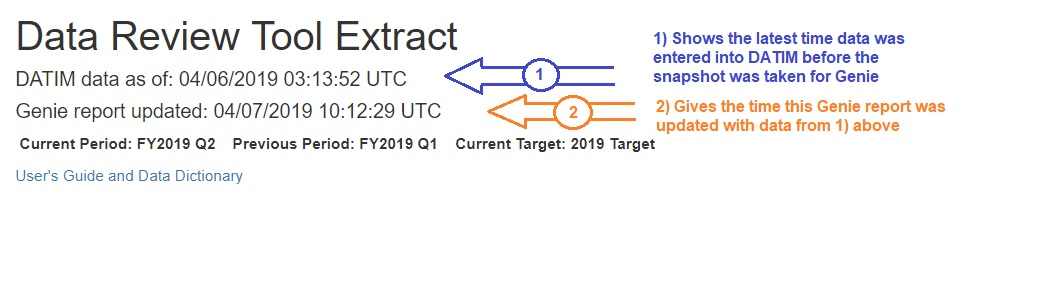 Data Review Tool Extract
DATIM data as of: 04/06/2019 03:13:52 UTC
Genie report updated: 04/07/2019 10:12:29 UTC
Current Period: FY2019 Q2 Previous Period: FY2019 Q1 Current Target: 2019 Target
User's Guide and Data Dictionary
1
1) Shows the latest time data was
entered into DATIM before the
snapshot was taken for Genie
2
2) Gives the time this Genie report was
updated with data from 1) above